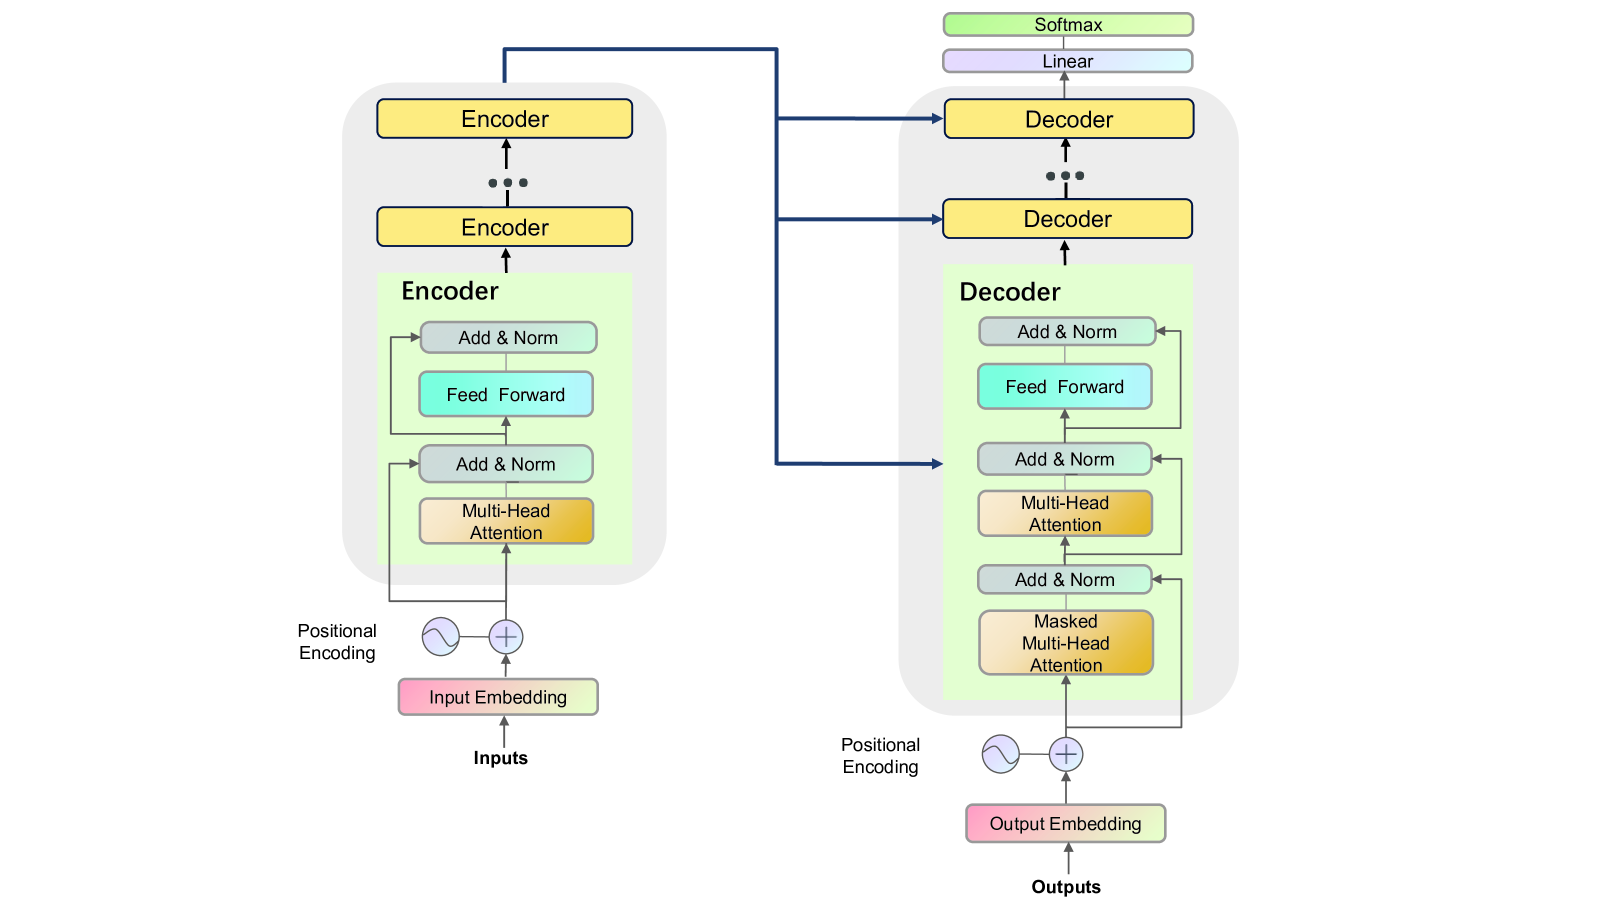 Encoder
Encoder
Encoder
Add & Norm
Feed Forward
Add & Norm
Multi-Head
Attention
Positional
Encoding
Input Embedding
Inputs
Softmax
Linear
Decoder
Decoder
Decoder
Add & Norm
Feed Forward
Add & Norm
Multi-Head
Attention
Add & Norm
Masked
Multi-Head
Attention
Positional
Encoding
Output Embedding
Outputs